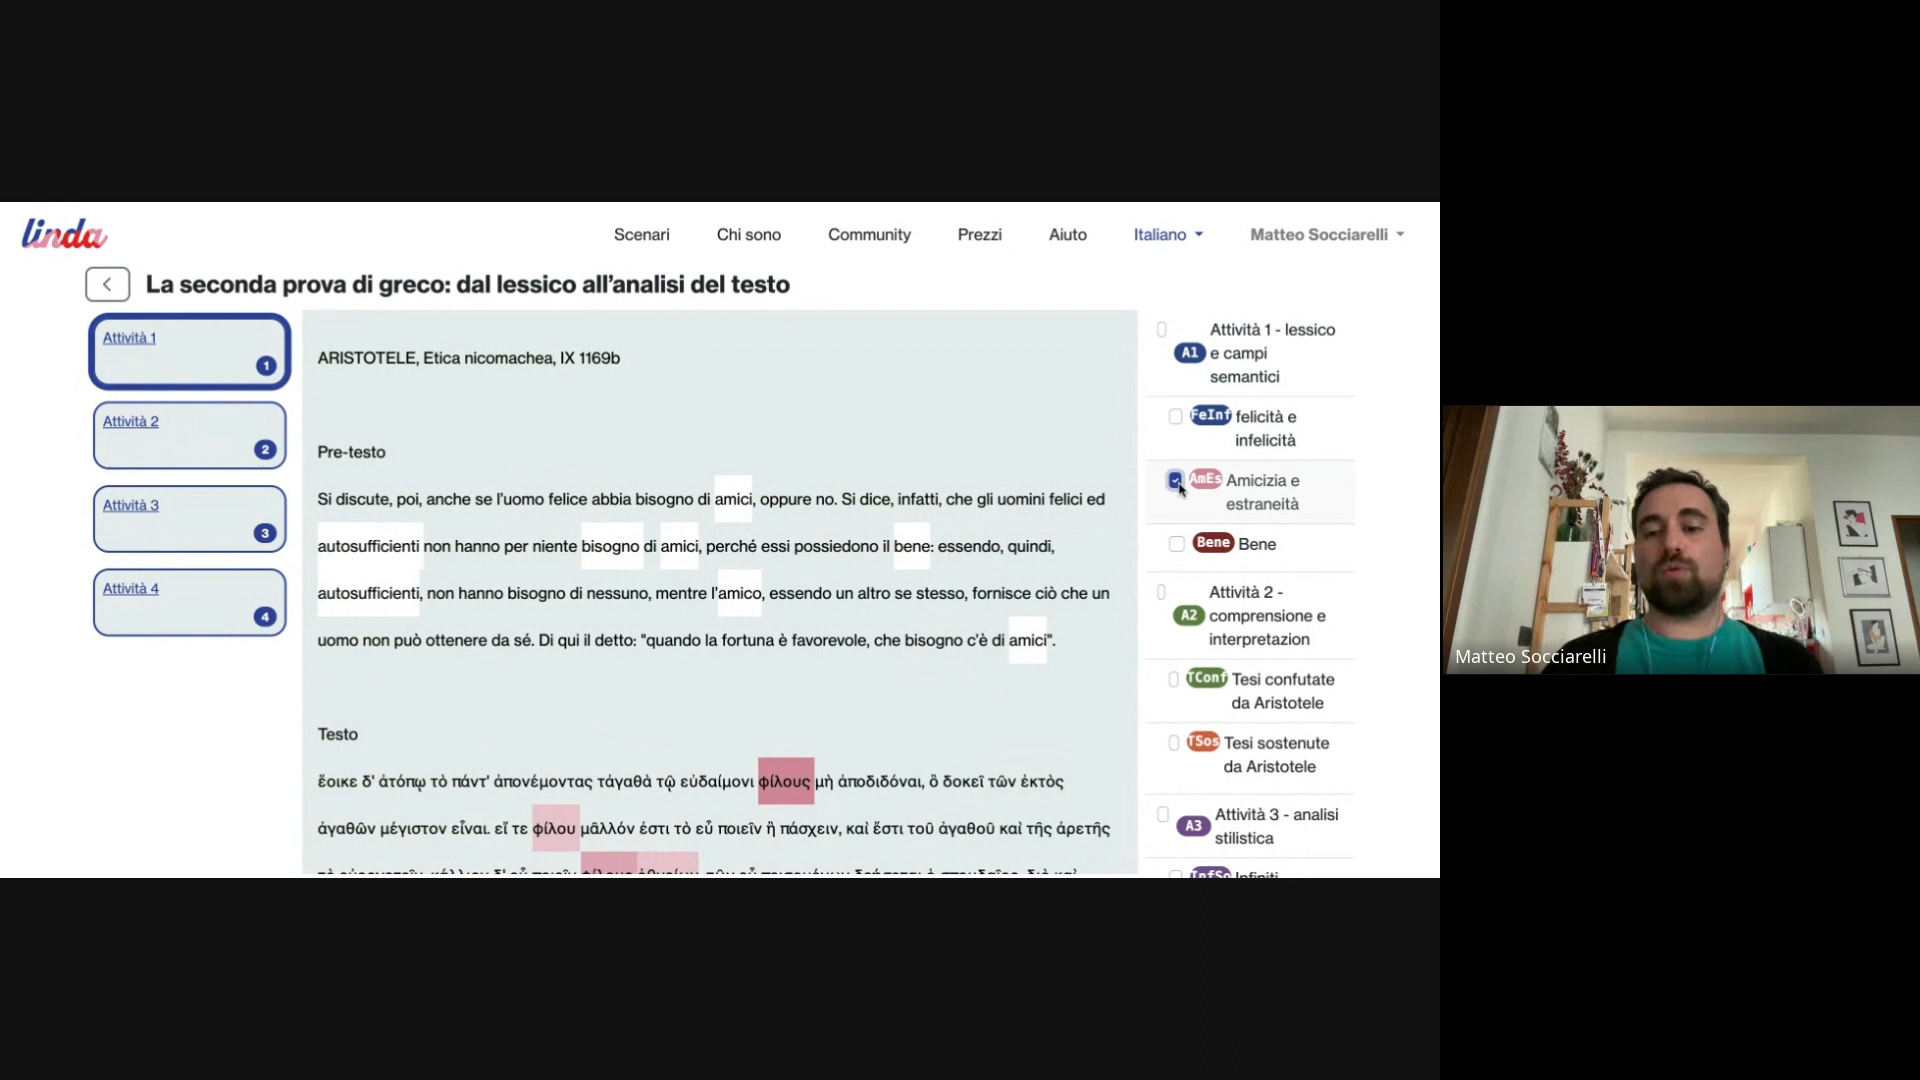 linda
Scenari
Chi sono
Community
Prezzi
Aiuto
Italiano
Matteo Socciarelli
La seconda prova di greco: dal lessico all’analisi del testo
Attività 1
1
Attività 2
2
Attività 3
3
Attività 4
4
ARISTOTELE, Etica nicomachea, IX 1169b
Pre-testo
Si discute, poi, anche se l’uomo felice abbia bisogno di amici, oppure no. Si dice, infatti, che gli uomini felici ed
autosufficienti non hanno per niente bisogno di amici, perché essi possiedono il bene: essendo, quindi,
autosufficienti, non hanno bisogno di nessuno, mentre l’amico, essendo un altro se stesso, fornisce ciò che un
uomo non può ottenere da sé. Di qui il detto: "quando la fortuna è favorevole, che bisogno c’è di amici".
Testo
ἔοικε δ' ἀτόπῳ τὸ πάντ' ἀπονέμοντας τἀγαθὰ τῷ εὐδαίμονι φίλους μὴ ἀποδιδόναι, ὃ δοκεῖ τῶν ἐκτὸς
ἀγαθῶν μέγιστον εἶναι. εἴ τε φίλου μᾶλλόν ἐστι τὸ εὖ ποιεῖν ἢ πάσχειν, καὶ ἔστι τοῦ ἀγαθοῦ καὶ τῆς ἀρετῆς
Attività 1 - lessico
A1 e campi
semantici
FeInf felicità e
infelicità
AmEs Amicizia e
estraneità
Bene Bene
Attività 2 -
A2 comprensione e
interpretazion
TConf Tesi confutate
da Aristotele
TSos Tesi sostenute
da Aristotele
Attività 3 - analisi
A3 stilistica
InfSo Infiniti
Matteo Socciarelli